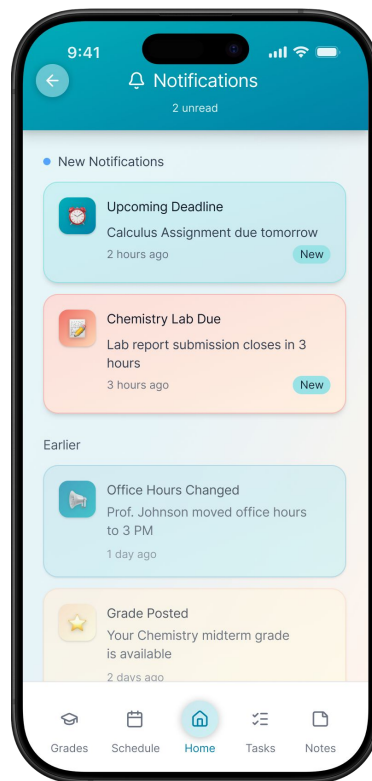 9:41
Notifications
2 unread
New Notifications
Upcoming Deadline
Calculus Assignment due tomorrow
2 hours ago
New
Chemistry Lab Due
Lab report submission closes in 3
hours
3 hours ago
New
Earlier
Office Hours Changed
Prof. Johnson moved office hours
to 3 PM
1 day ago
Grade Posted
Your Chemistry midterm grade
is available
2 days ago
Grades
Schedule
Home
Tasks
Notes